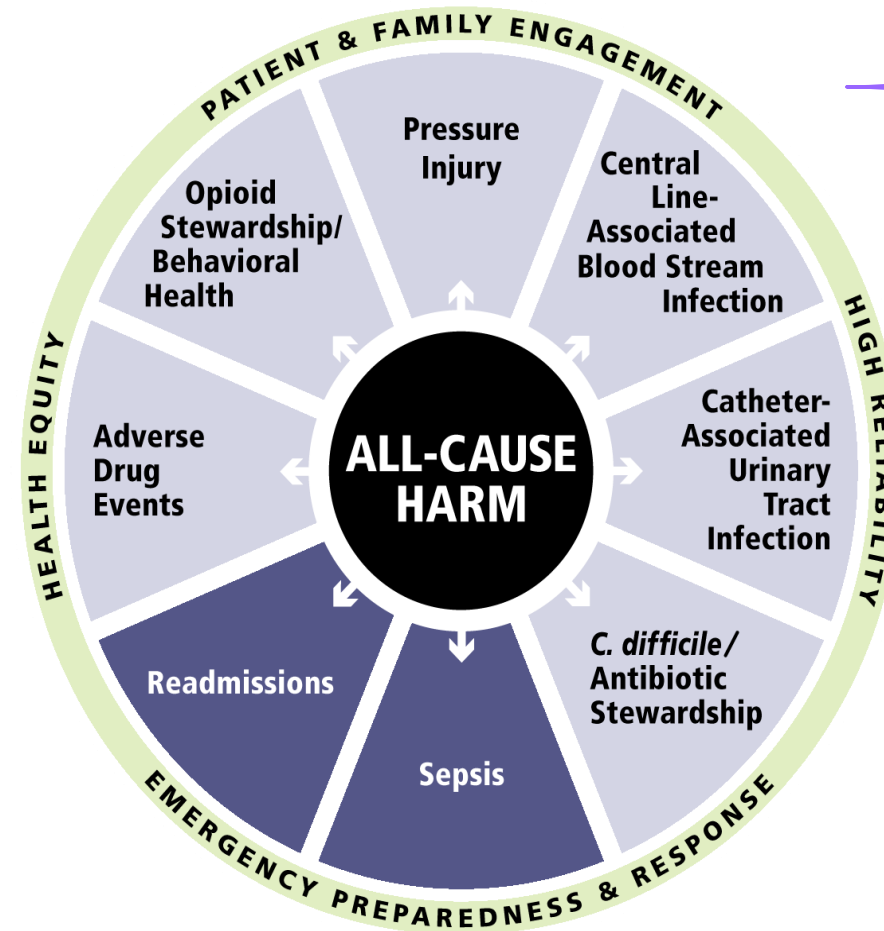 PATIENT & FAMILY ENGAGEMENT
Pressure
Injury
Central
Line-
Associated
Blood Stream
Infection
Opioid
Stewardship/
Behavioral
Health
HIGH RELIABILITY
Catheter-
Associated
Urinary
Tract
Infection
HEALTH EQUITY
Adverse
Drug
Events
ALL-CAUSE
HARM
C. difficile/
Antibiotic
Stewardship
Readmissions
Sepsis
EMERGENCY PREPAREDNESS & RESPONSE